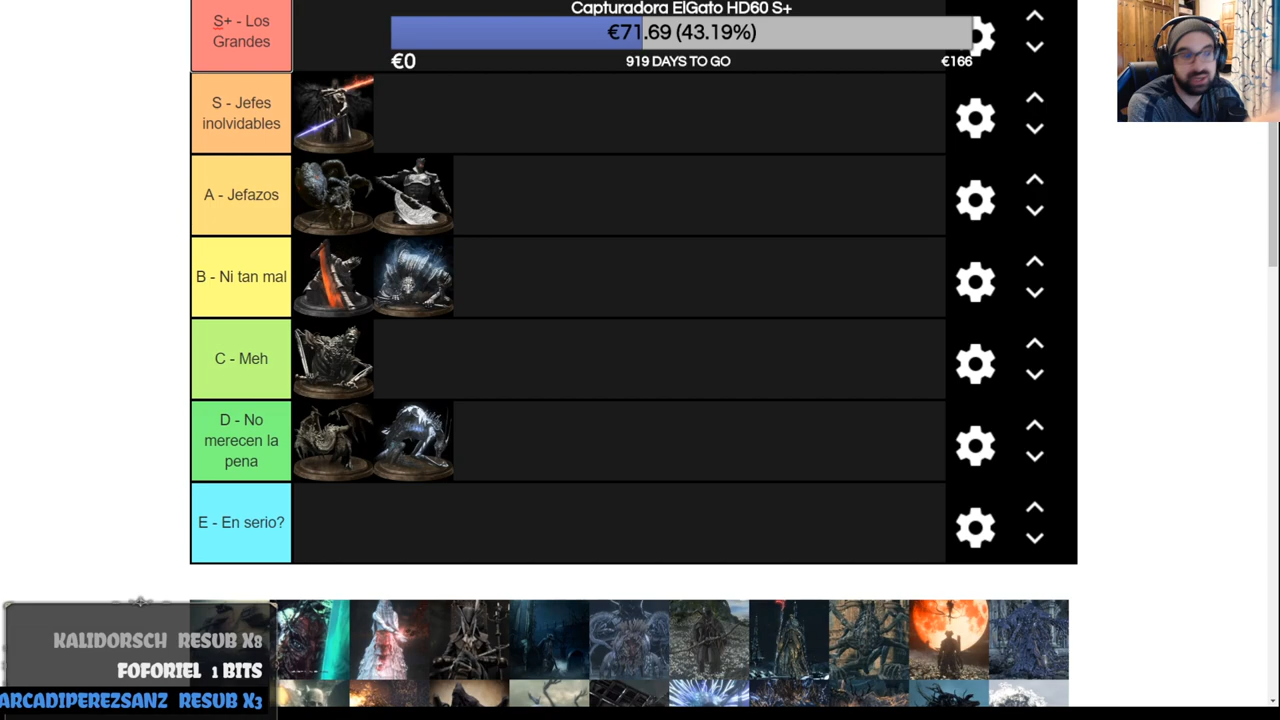 Capturadora ElGato HD60 S+
€71.69 (43.19%)
€0
919 DAYS TO GO
€166
S+ - Los
Grandes
S - Jefes
inolvidables
A - Jefazos
B - Ni tan mal
C - Meh
D - No
merecen la
pena
E - En serio?
KALIDORSCH RESUB X8
FOFORIEL 1 BITS
ARCADIPEREZSANZ RESUB X3